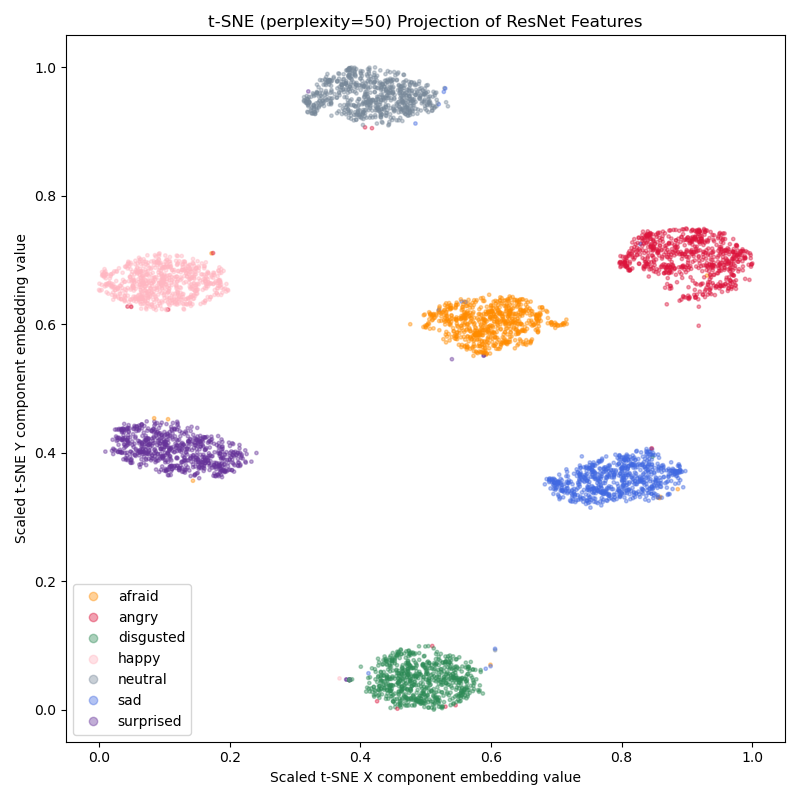 t-SNE (perplexity=50) Projection of ResNet Features
Scaled t-SNE Y component embedding value
1.0
0.8
0.6
0.4
0.2
0.0
afraid
angry
disgusted
happy
neutral
sad
surprised
0.0 0.2 0.4 0.6 0.8 1.0
Scaled t-SNE X component embedding value